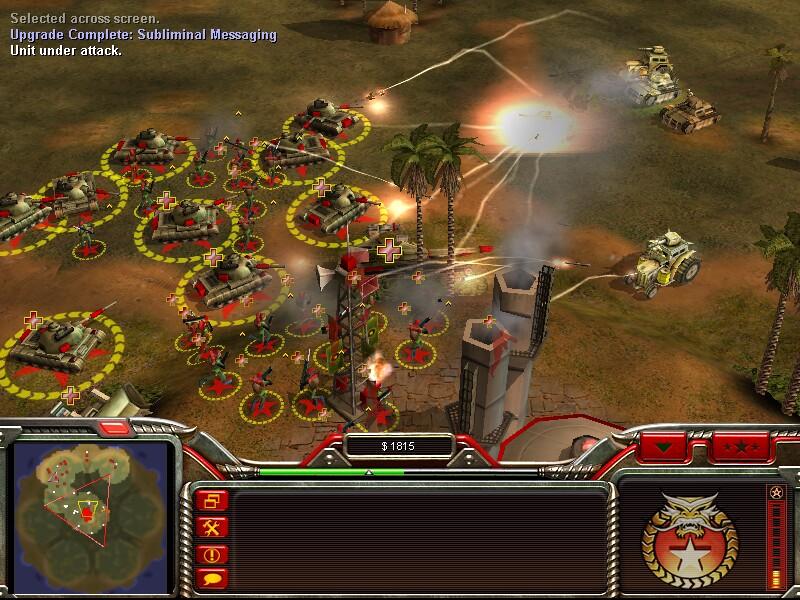 Selected across screen.
Upgrade Complete: Subliminal Messaging
Unit under attack.
$ 1815